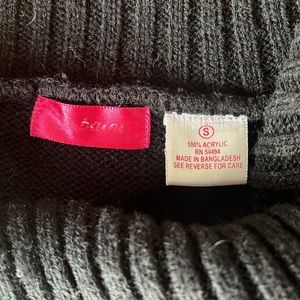 S
100% ACRYLIC
RN 54494
MADE IN BANGLADESH
SEE REVERSE FOR CARE